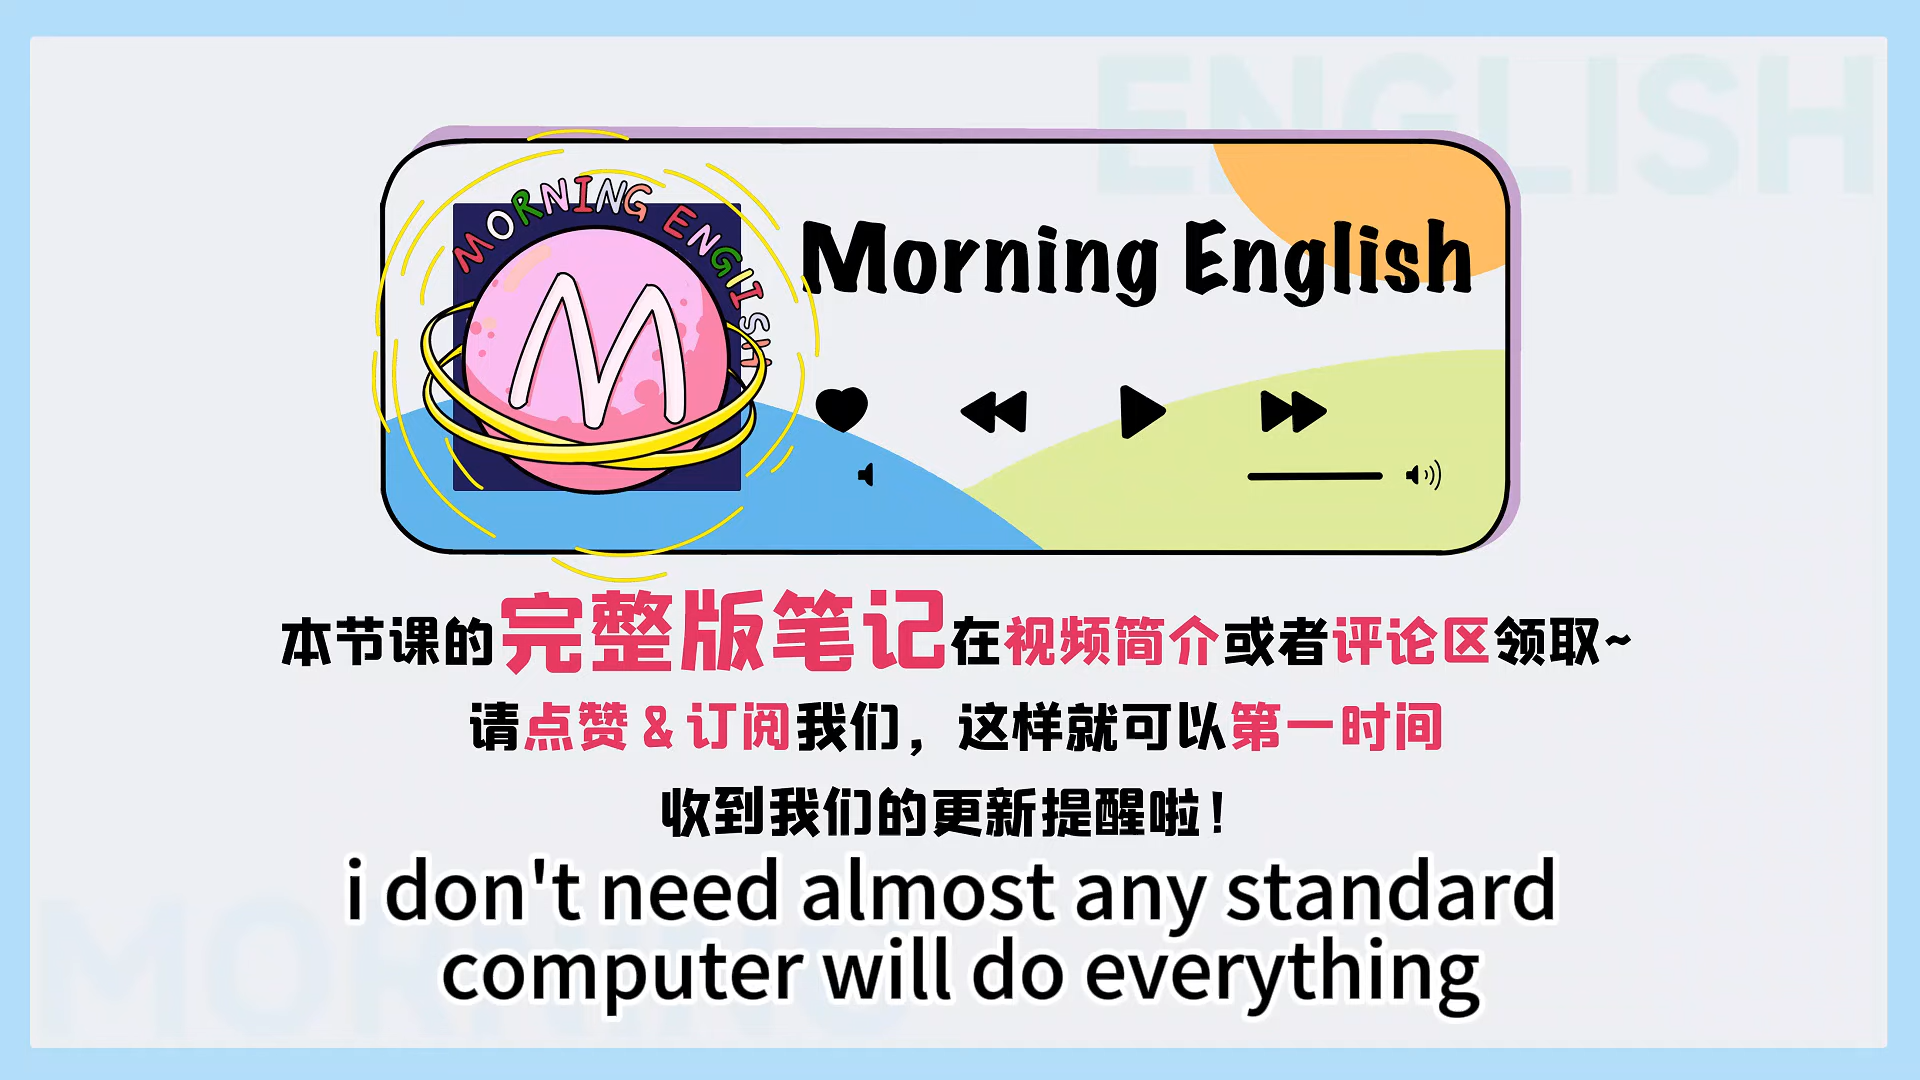 ENGLISH
MORNING ENGLISH
M
Morning English
本节课的完整版笔记在视频简介或者评论区领取~
请点赞&订阅我们，这样就可以第一时间
收到我们的更新提醒啦！
i don't need almost any standard
computer will do everything
MORNING